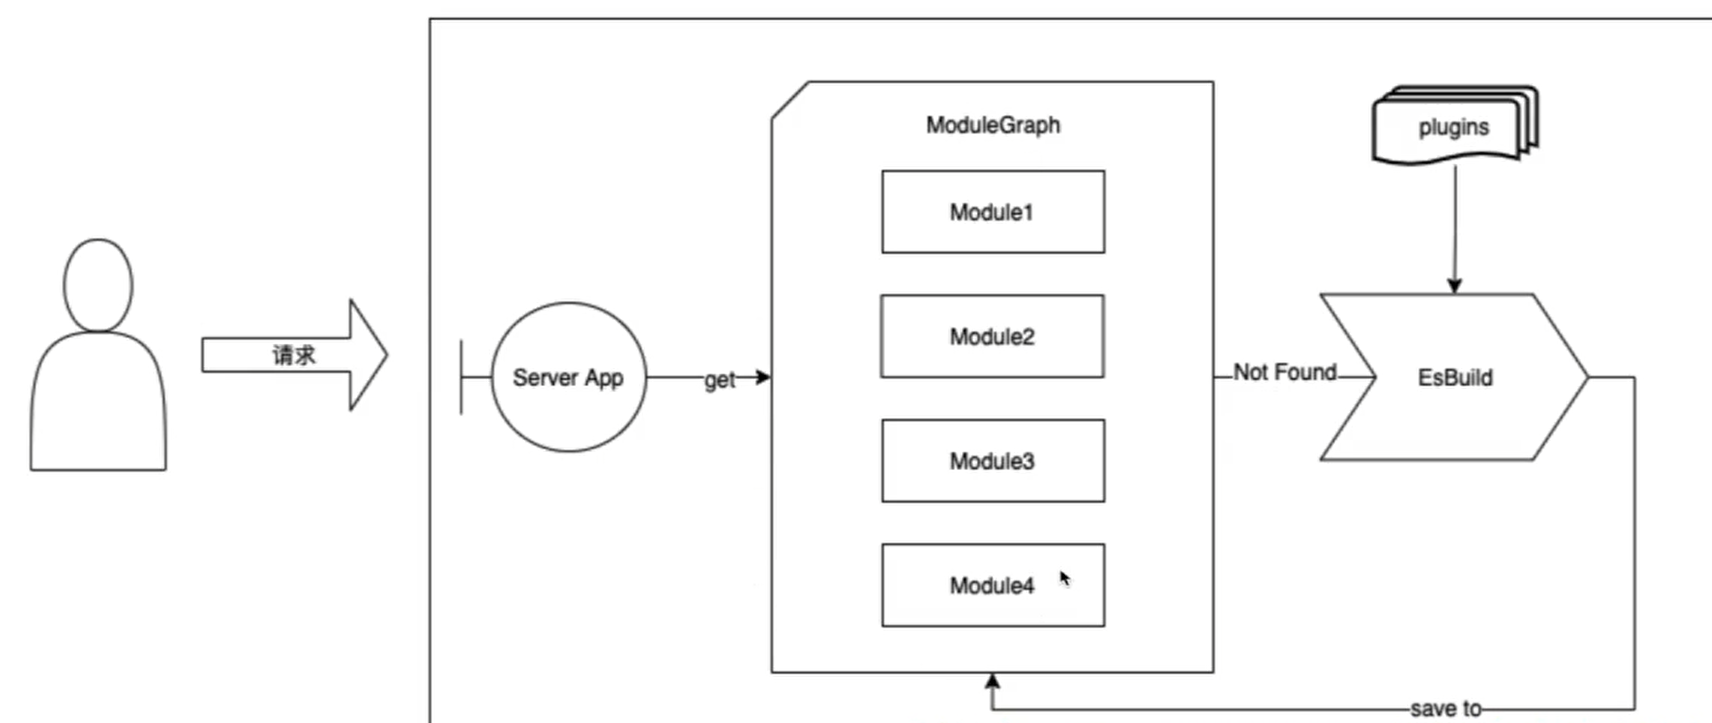 请求
Server App
get
ModuleGraph
Module1
Module2
Module3
Module4
Not Found
plugins
EsBuild
save to